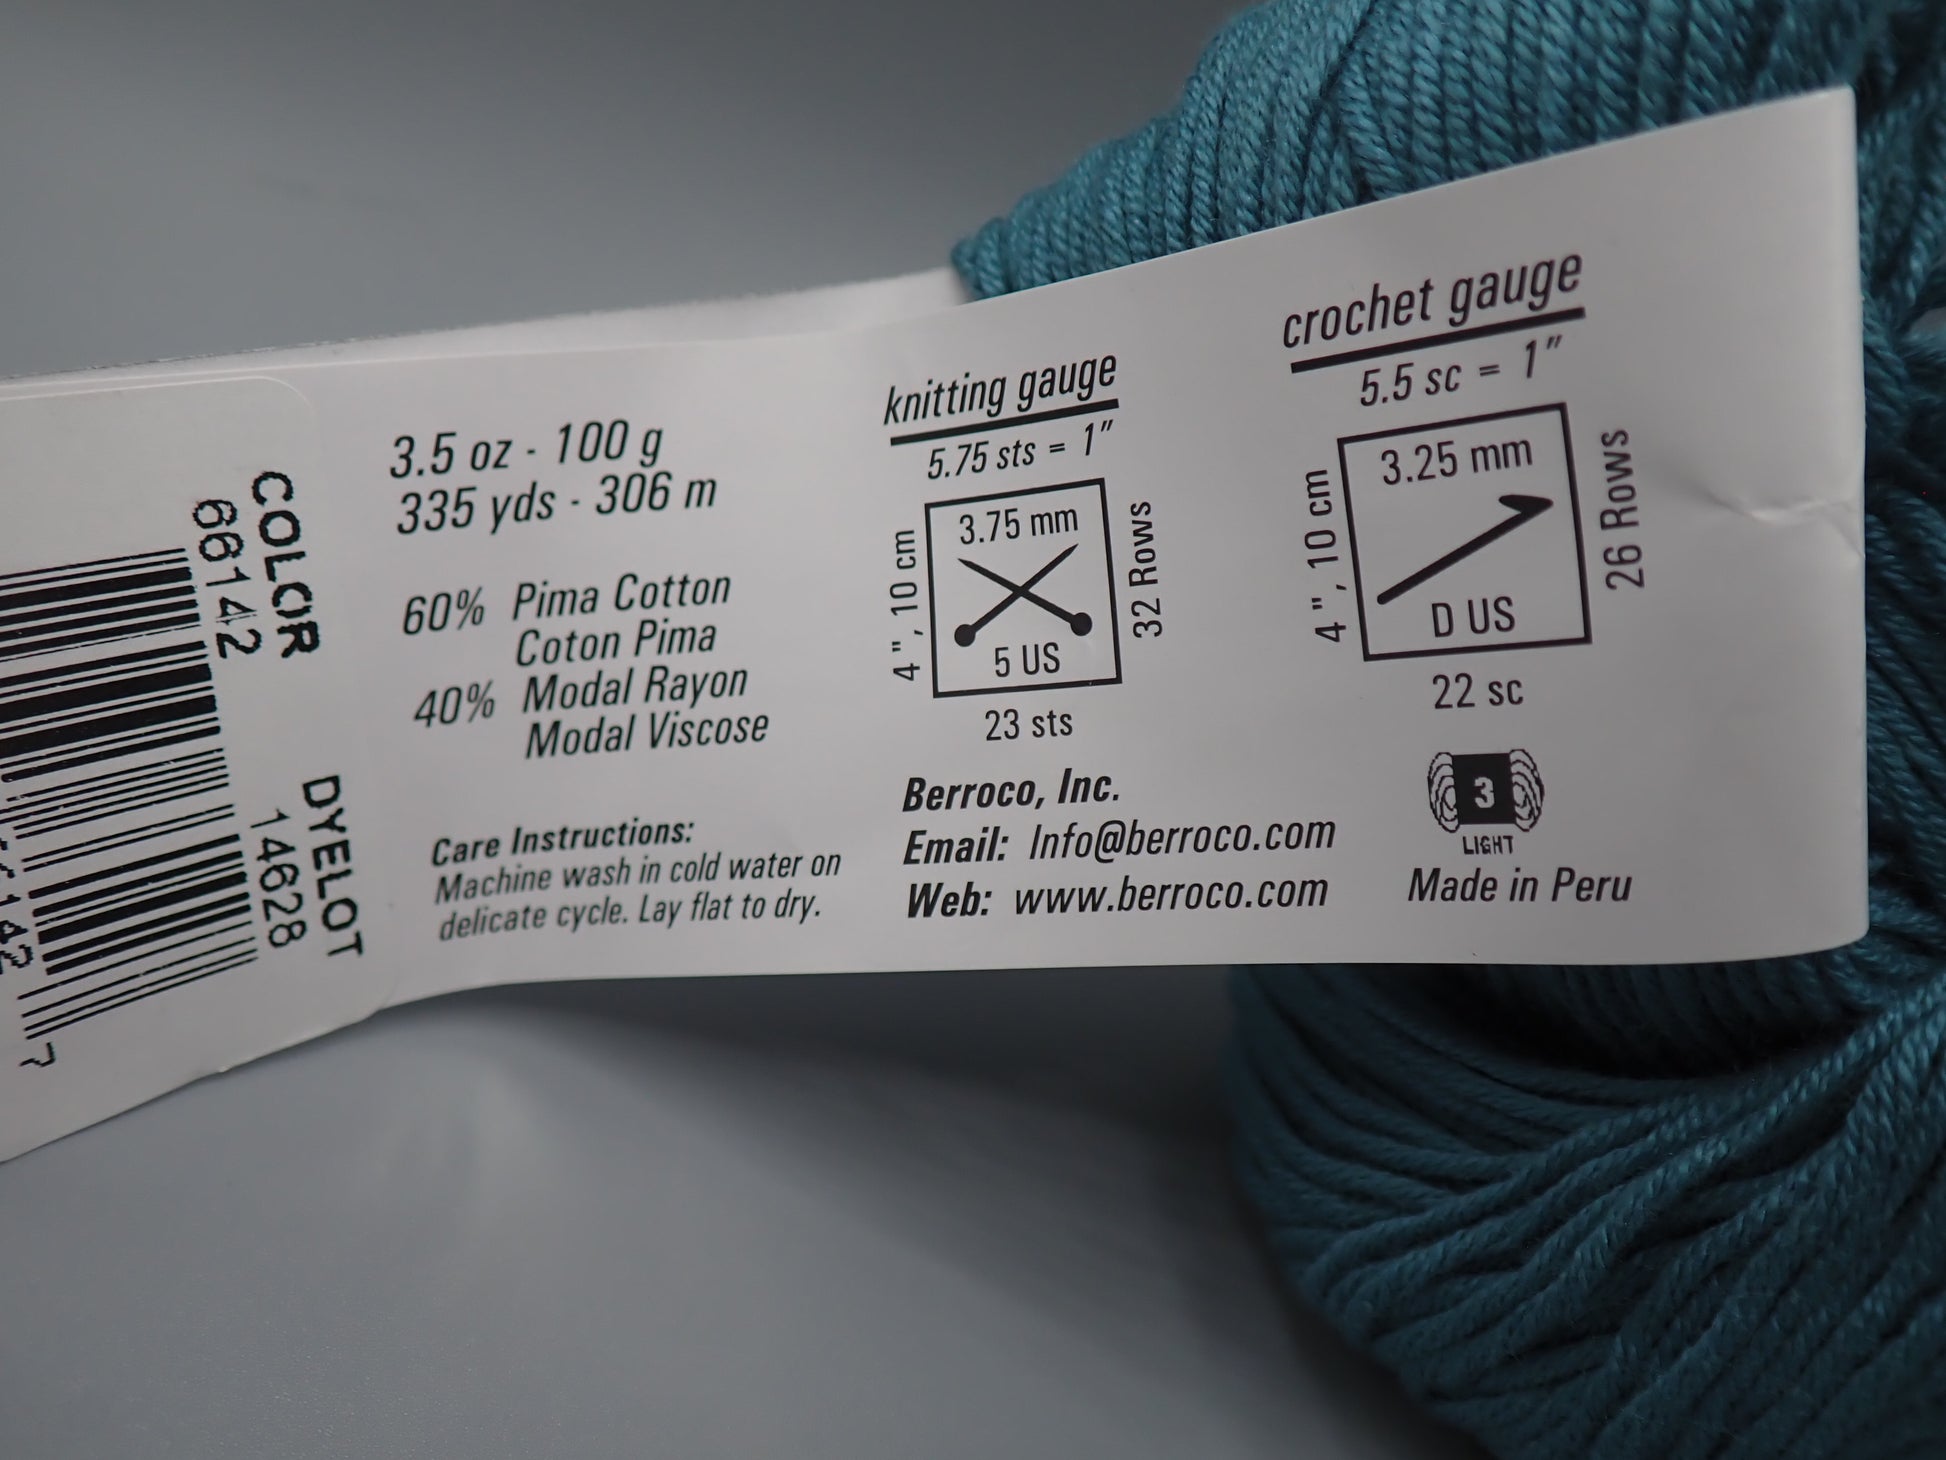 COLOR
66142
DYELOT
14628
7
3.5 oz - 100 g
335 yds - 306 m
60% Pima Cotton
Coton Pima
40% Modal Rayon
Modal Viscose
Care Instructions:
Machine wash in cold water on
delicate cycle. Lay flat to dry.
knitting gauge
5.75 sts = 1"
4", 10 cm
3.75 mm
5 US
32 Rows
23 sts
crochet gauge
5.5 sc = 1"
4", 10 cm
3.25 mm
D US
26 Rows
22 sc
Berroco, Inc.
Email: Info@berroco.com
Web: www.berroco.com
3
LIGHT
Made in Peru